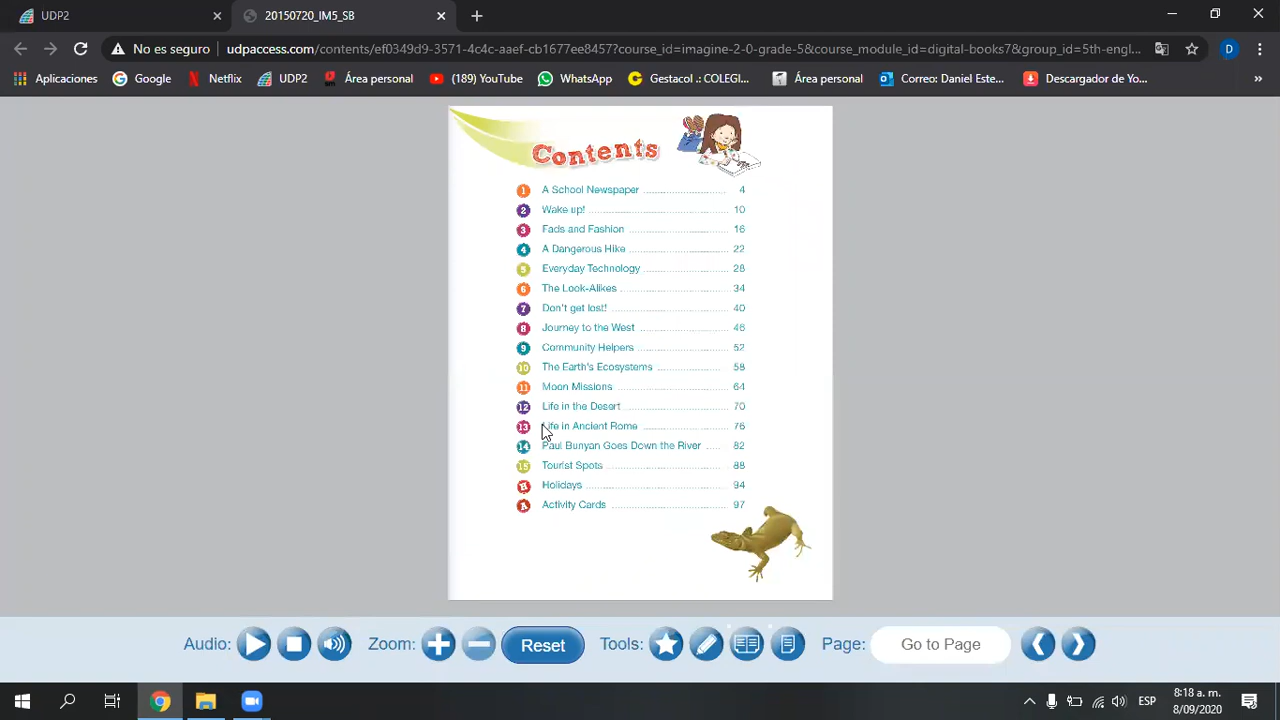 UDP2
20150720_IM5_SB
No es seguro
udpaccess.com/contents/ef0349d9-3571-4c4c-aaef-cb1677ee8457?course_id=imagine-2-0-grade-5&course_module_id=digital-books7&group_id=5th-engl...
D
Aplicaciones Google Netflix UDP2 Área personal (189) YouTube WhatsApp Gestacol .: COLEGI... Área personal Correo: Daniel Este... Descargador de Yo... »
Contents
1 A School Newspaper 4
2 Wake up! 10
3 Fads and Fashion 16
4 A Dangerous Hike 22
5 Everyday Technology 28
6 The Look-Alikes 34
7 Don't get lost! 40
8 Journey to the West 46
9 Community Helpers 52
10 The Earth's Ecosystems 58
11 Moon Missions 64
12 Life in the Desert 70
13 Life in Ancient Rome 76
14 Paul Bunyan Goes Down the River 82
15 Tourist Spots 88
H Holidays 94
A Activity Cards 97
Audio: Zoom: Reset Tools: Page: Go to Page
ESP
8:18 a. m.
8/09/2020